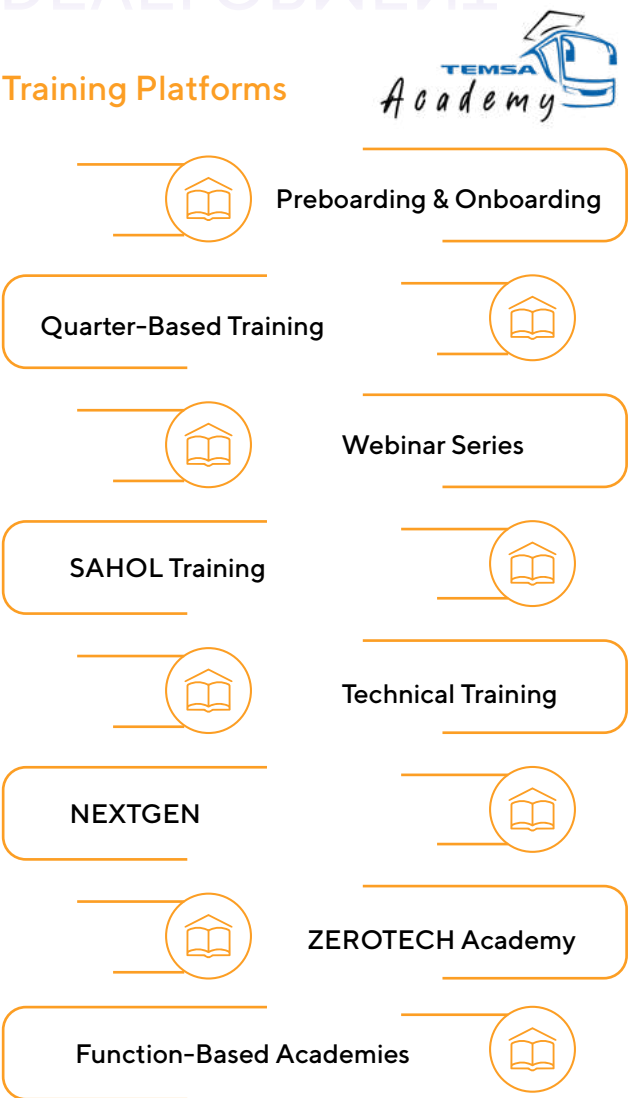 TEMSA
Academy
Training Platforms
Preboarding & Onboarding
Quarter-Based Training
Webinar Series
SAHOL Training
Technical Training
NEXTGEN
ZEROTECH Academy
Function-Based Academies